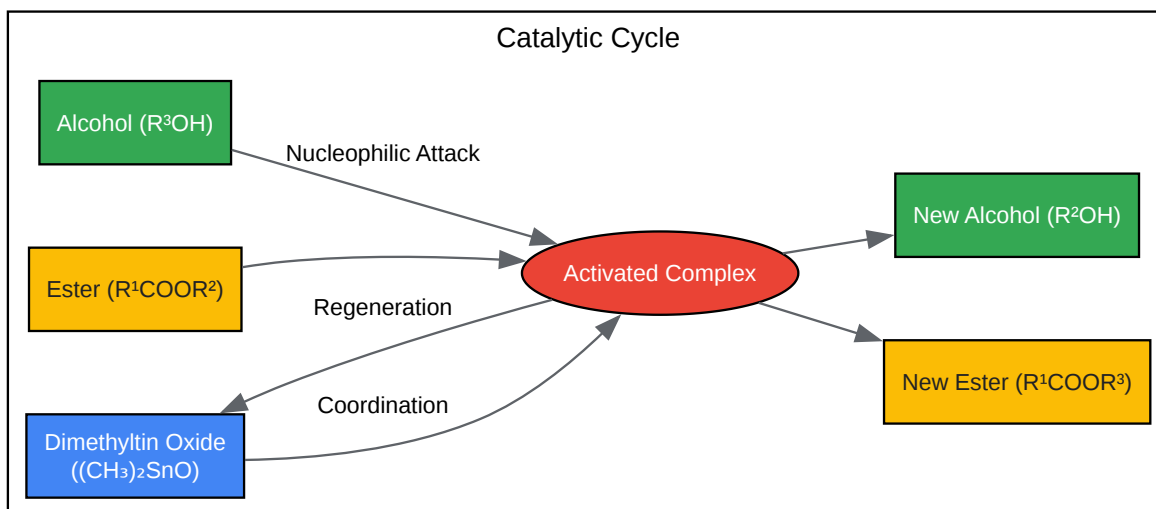 Catalytic Cycle
Alcohol (R³OH)
Nucleophilic Attack
New Alcohol (R²OH)
Ester (R¹COOR²)
Activated Complex
Regeneration
New Ester (R¹COOR³)
Coordination
Dimethyltin Oxide
((CH₃)₂SnO)